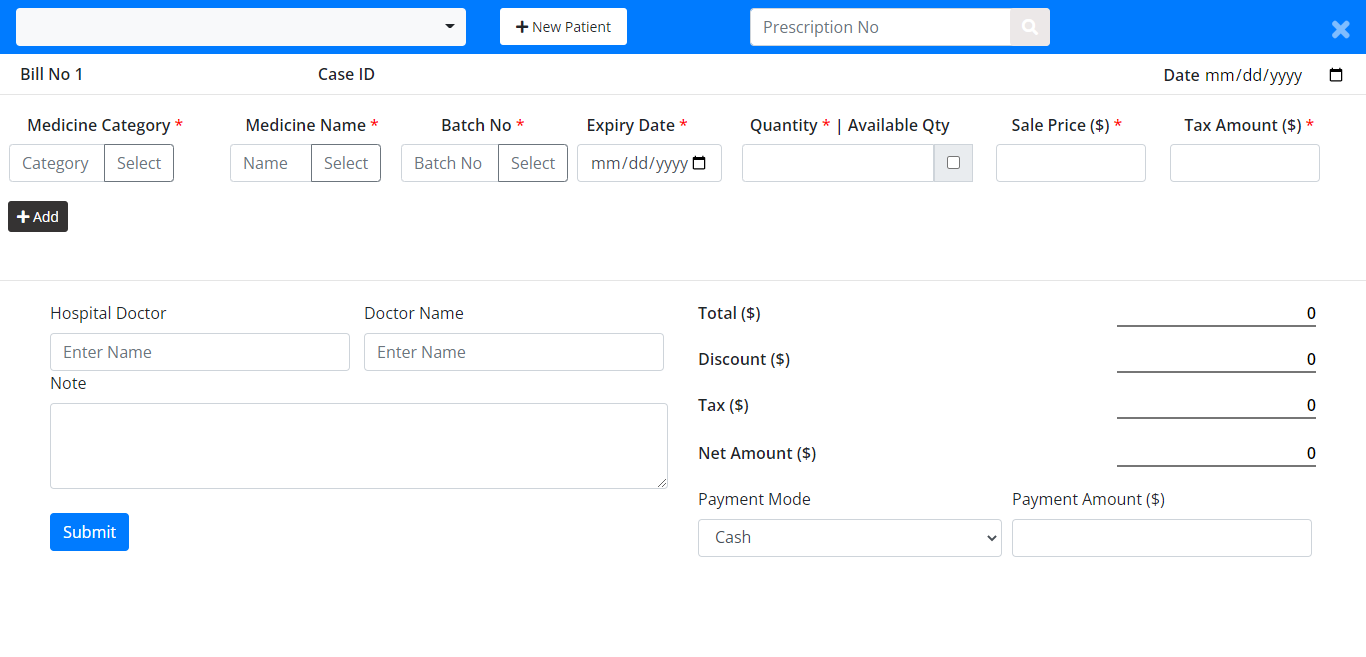 New Patient
Prescription No
Bill No 1
Case ID
Date mm/dd/yyyy
Medicine Category *
Medicine Name *
Batch No *
Expiry Date *
Quantity * | Available Qty
Sale Price ($) *
Tax Amount ($) *
Category Select
Name Select
Batch No Select
mm/dd/yyyy
Add
Hospital Doctor
Doctor Name
Enter Name
Enter Name
Note
Submit
Total ($) 0
Discount ($) 0
Tax ($) 0
Net Amount ($) 0
Payment Mode
Payment Amount ($)
Cash